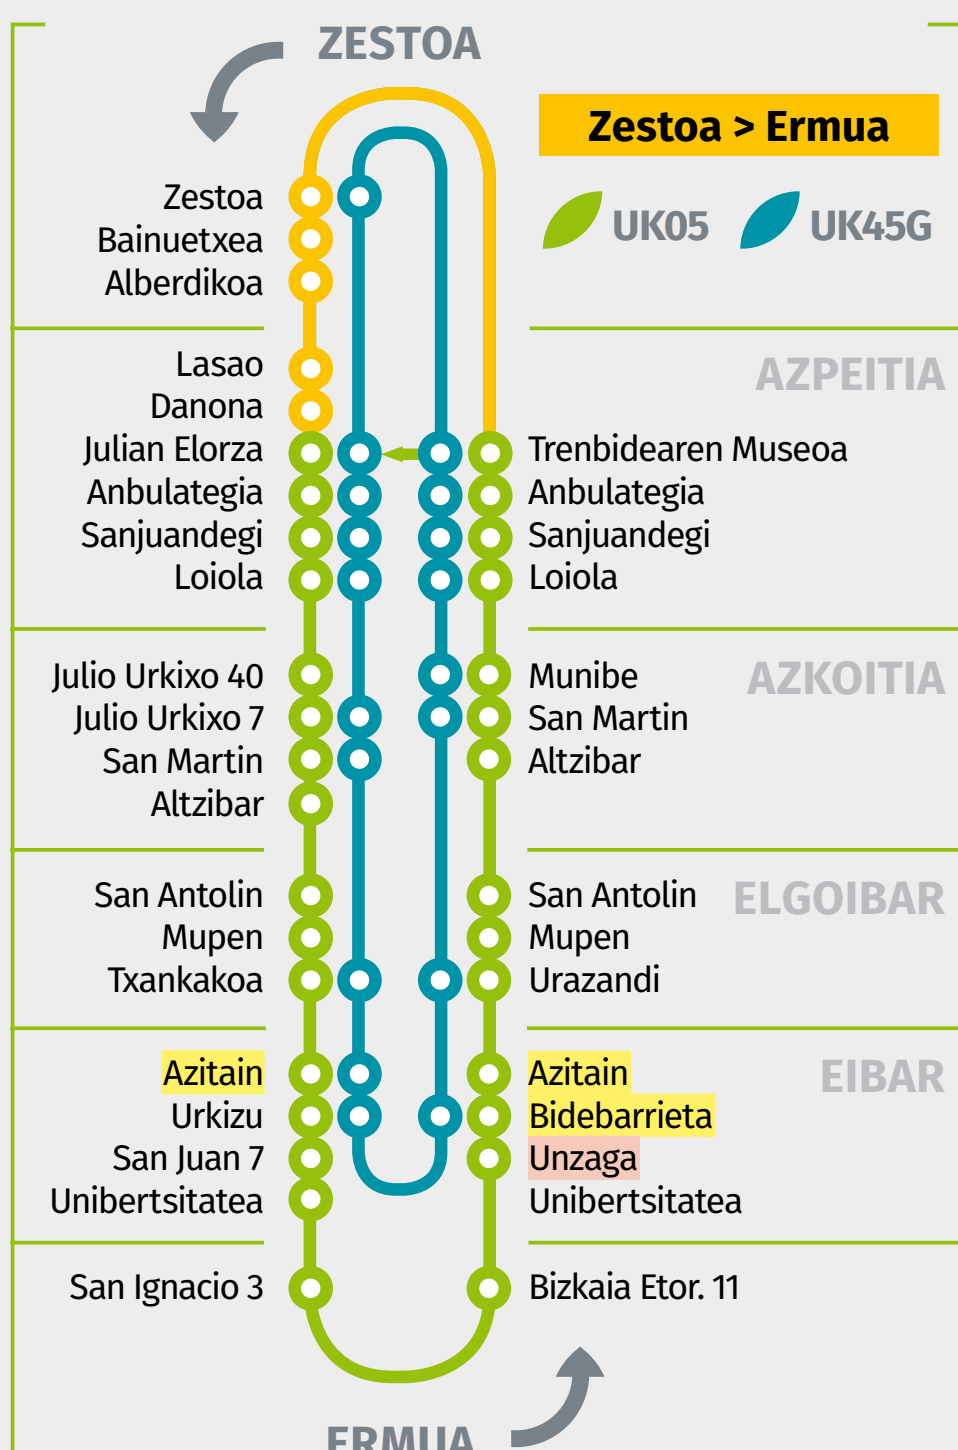 ZESTOA
Zestoa > Ermua
UK05
UK45G
Zestoa
Bainuetxea
Alberdikoa
AZPEITIA
Lasao
Danona
Julian Elorza
Anbulategia
Sanjuandegi
Loiola
Trenbidearen Museoa
Anbulategia
Sanjuandegi
Loiola
AZKOITIA
Julio Urkixo 40
Julio Urkixo 7
San Martin
Altzibar
Munibe
San Martin
Altzibar
ELGOIBAR
San Antolin
Mupen
Txankakoa
San Antolin
Mupen
Urazandi
EIBAR
Azitain
Urkizu
San Juan 7
Unibertsitatea
Azitain
Bidebarrieta
Unzaga
Unibertsitatea
San Ignacio 3
Bizkaia Etor. 11
ERMUA